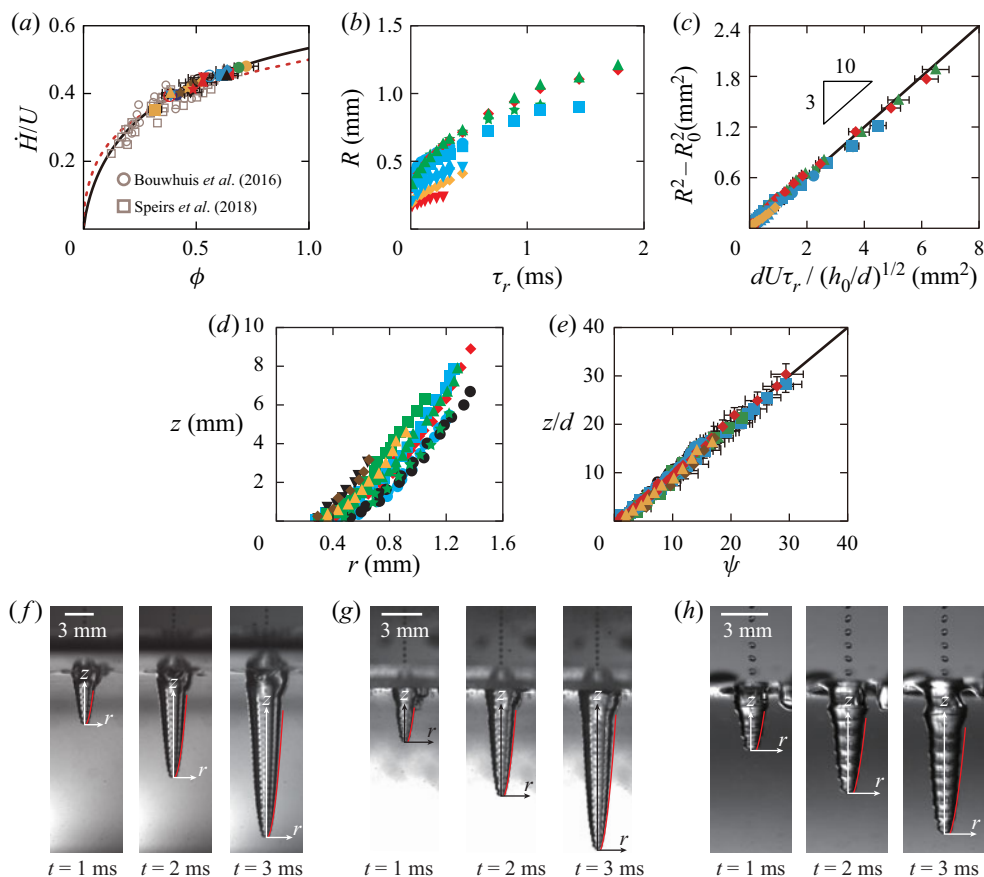 (a)
0.6
0.4
0.2
0
0.5
1.0
Ḣ/U
ϕ
Bouwhuis et al. (2016)
Speirs et al. (2018)
(b)
1.5
1.0
0.5
0
1
2
R (mm)
τr (ms)
(c)
2.4
1.8
1.2
0.6
0
2
4
6
8
R² – R₀² (mm²)
10
3
dUτr / (h0/d)^1/2 (mm²)
(d)
10
8
6
4
2
0
0.4
0.8
1.2
1.6
z (mm)
r (mm)
(e)
40
30
20
10
0
10
20
30
40
z/d
ψ
(f)
3 mm
z
r
z
r
z
r
t = 1 ms
t = 2 ms
t = 3 ms
(g)
3 mm
z
r
z
r
z
r
t = 1 ms
t = 2 ms
t = 3 ms
(h)
3 mm
z
r
z
r
z
r
t = 1 ms
t = 2 ms
t = 3 ms